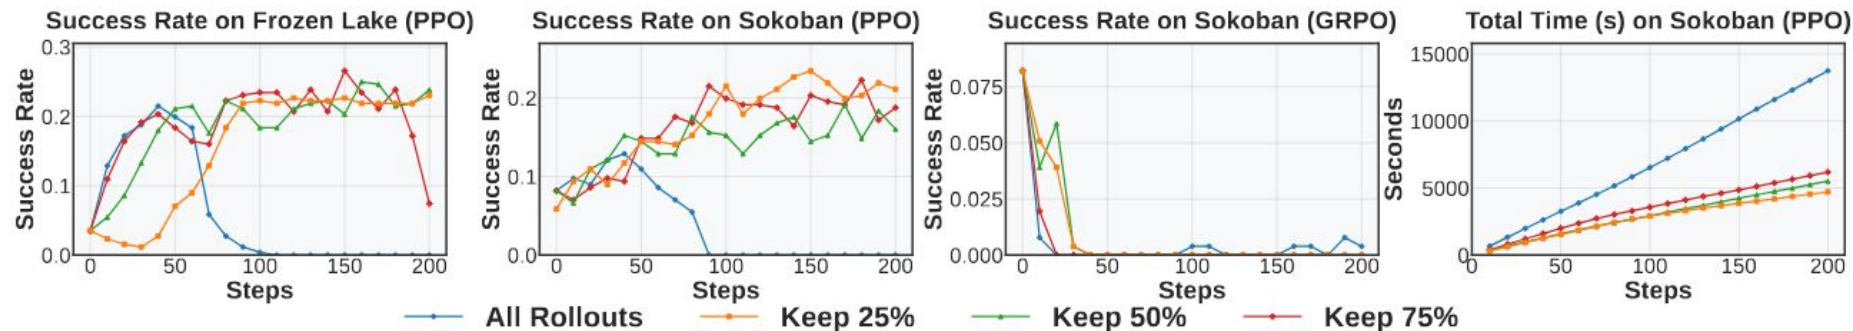 Success Rate on Frozen Lake (PPO)
Success Rate
0.3
0.2
0.1
0.0
0
50
100
150
200
Steps
Success Rate on Sokoban (PPO)
Success Rate
0.2
0.1
0.0
0
50
100
150
200
Steps
Success Rate on Sokoban (GRPO)
Success Rate
0.075
0.050
0.025
0.000
0
50
100
150
200
Steps
Total Time (s) on Sokoban (PPO)
Seconds
15000
10000
5000
0
0
50
100
150
200
Steps
All Rollouts
Keep 25%
Keep 50%
Keep 75%